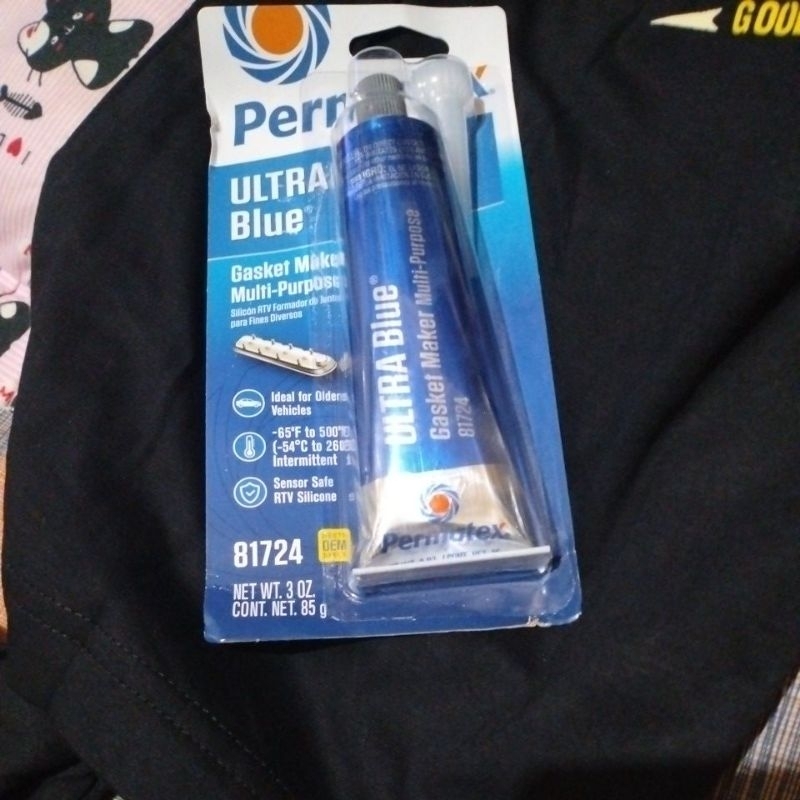 GOO
Perm
ULTRA
Blue®
Gasket Maker
Multi-Purpose
Silicón RTV Formador de Juntas
para Fines Diversos
Ideal for Older
Vehicles
-65°F to 500°F
(-54°C to 260
Intermittent
Sensor Safe
RTV Silicone
81724
OEM
NET WT. 3 OZ.
CONT. NET. 85 g
ULTRA Blue®
Gasket Maker Multi-Purpose
81724
Permatex